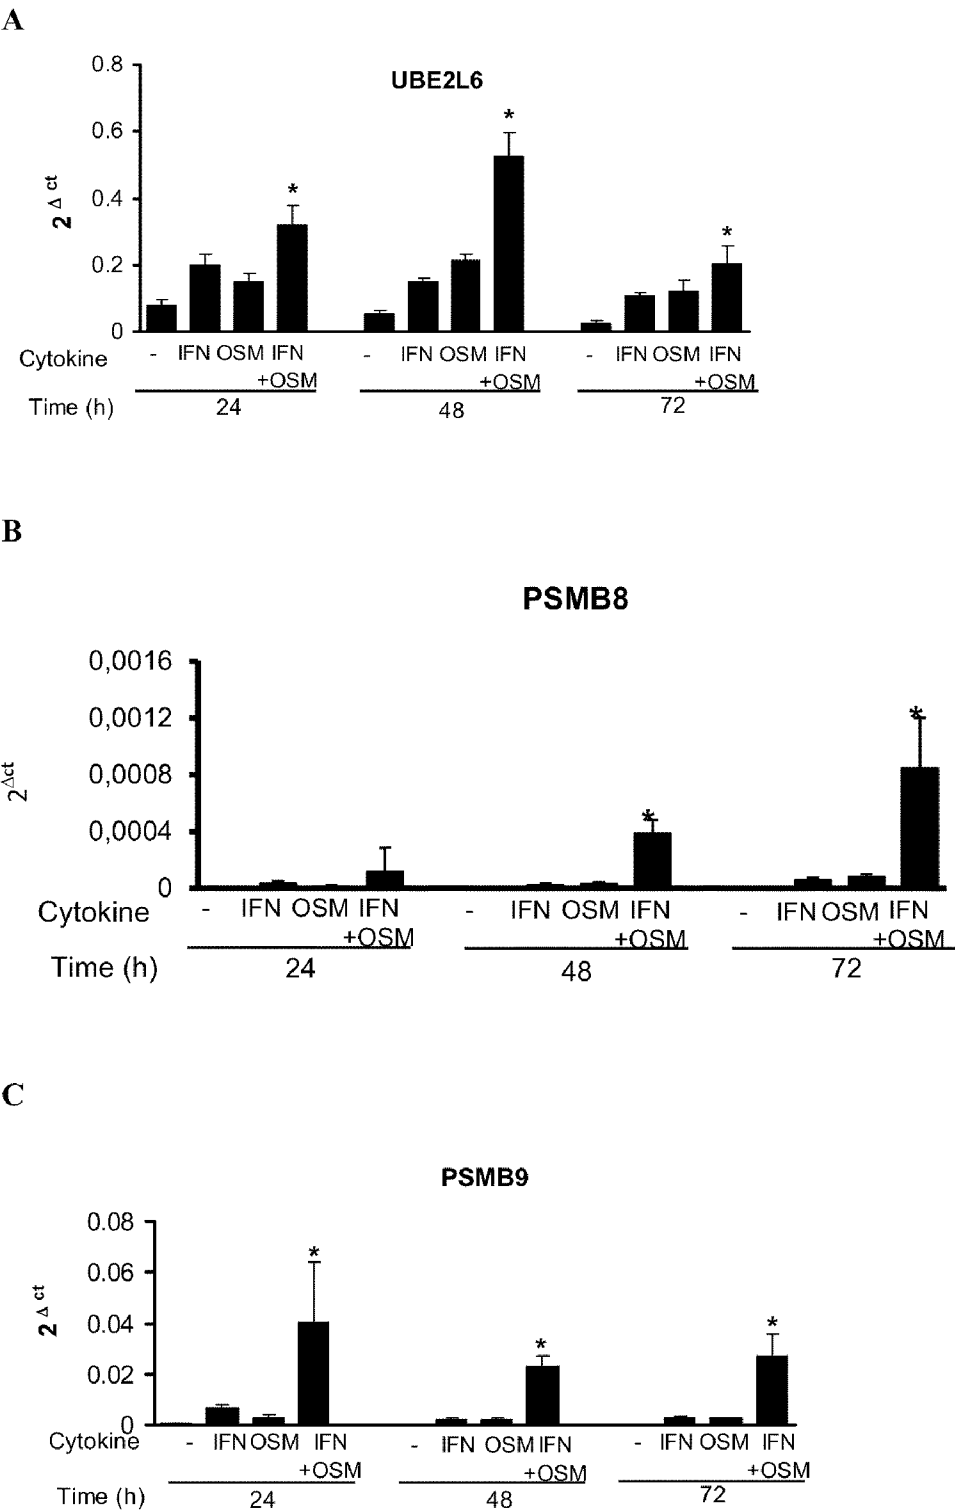 A
UBE2L6
0.8
0.6
0.4
0.2
0
2 Δ ct
*
*
*
Cytokine - IFN OSM IFN - IFN OSM IFN - IFN OSM IFN
+OSM +OSM +OSM
Time (h) 24 48 72
B
PSMB8
0,0016
0,0012
0,0008
0,0004
0
2Δct
*
*
Cytokine - IFN OSM IFN - IFN OSM IFN - IFN OSM IFN
+OSM +OSM +OSM
Time (h) 24 48 72
C
PSMB9
0.08
0.06
0.04
0.02
0
2 Δ ct
*
*
*
Cytokine - IFN OSM IFN - IFN OSM IFN - IFN OSM IFN
+OSM +OSM +OSM
Time (h) 24 48 72